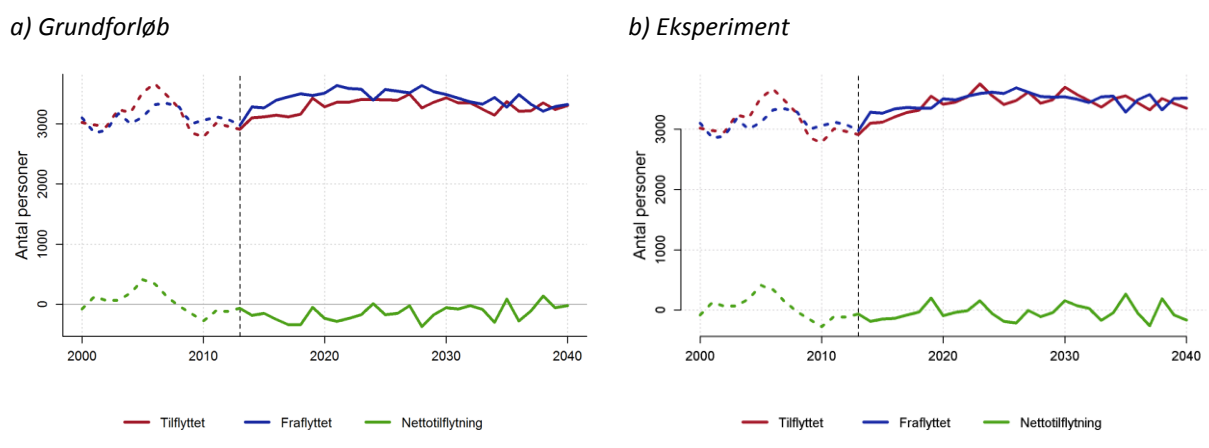 a) Grundforløb
Antal personer
3000
2000
1000
0
2000 2010 2020 2030 2040
Tilflyttet Fraflyttet Nettotilflytning
b) Eksperiment
Antal personer
3000
2000
1000
0
2000 2010 2020 2030 2040
Tilflyttet Fraflyttet Nettotilflytning